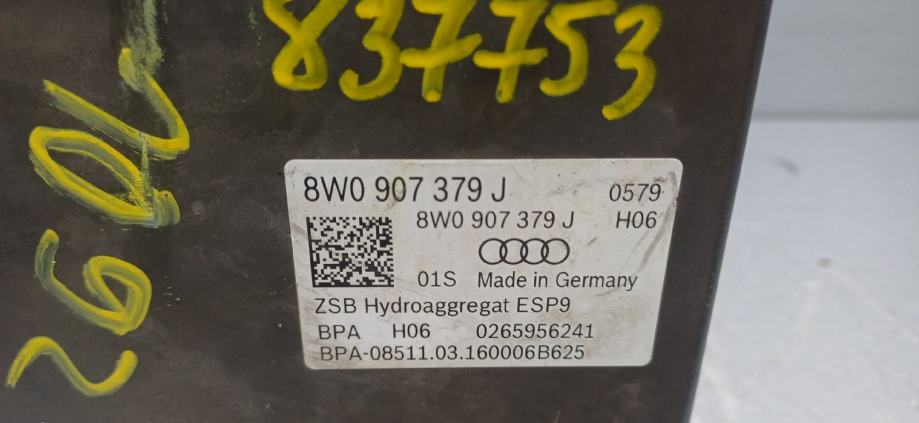 837753
8W0 907 379 J 0579
8W0 907 379 J H06
01S Made in Germany
ZSB Hydroaggregat ESP9
BPA H06 0265956241
BPA-08511.03.160006B625